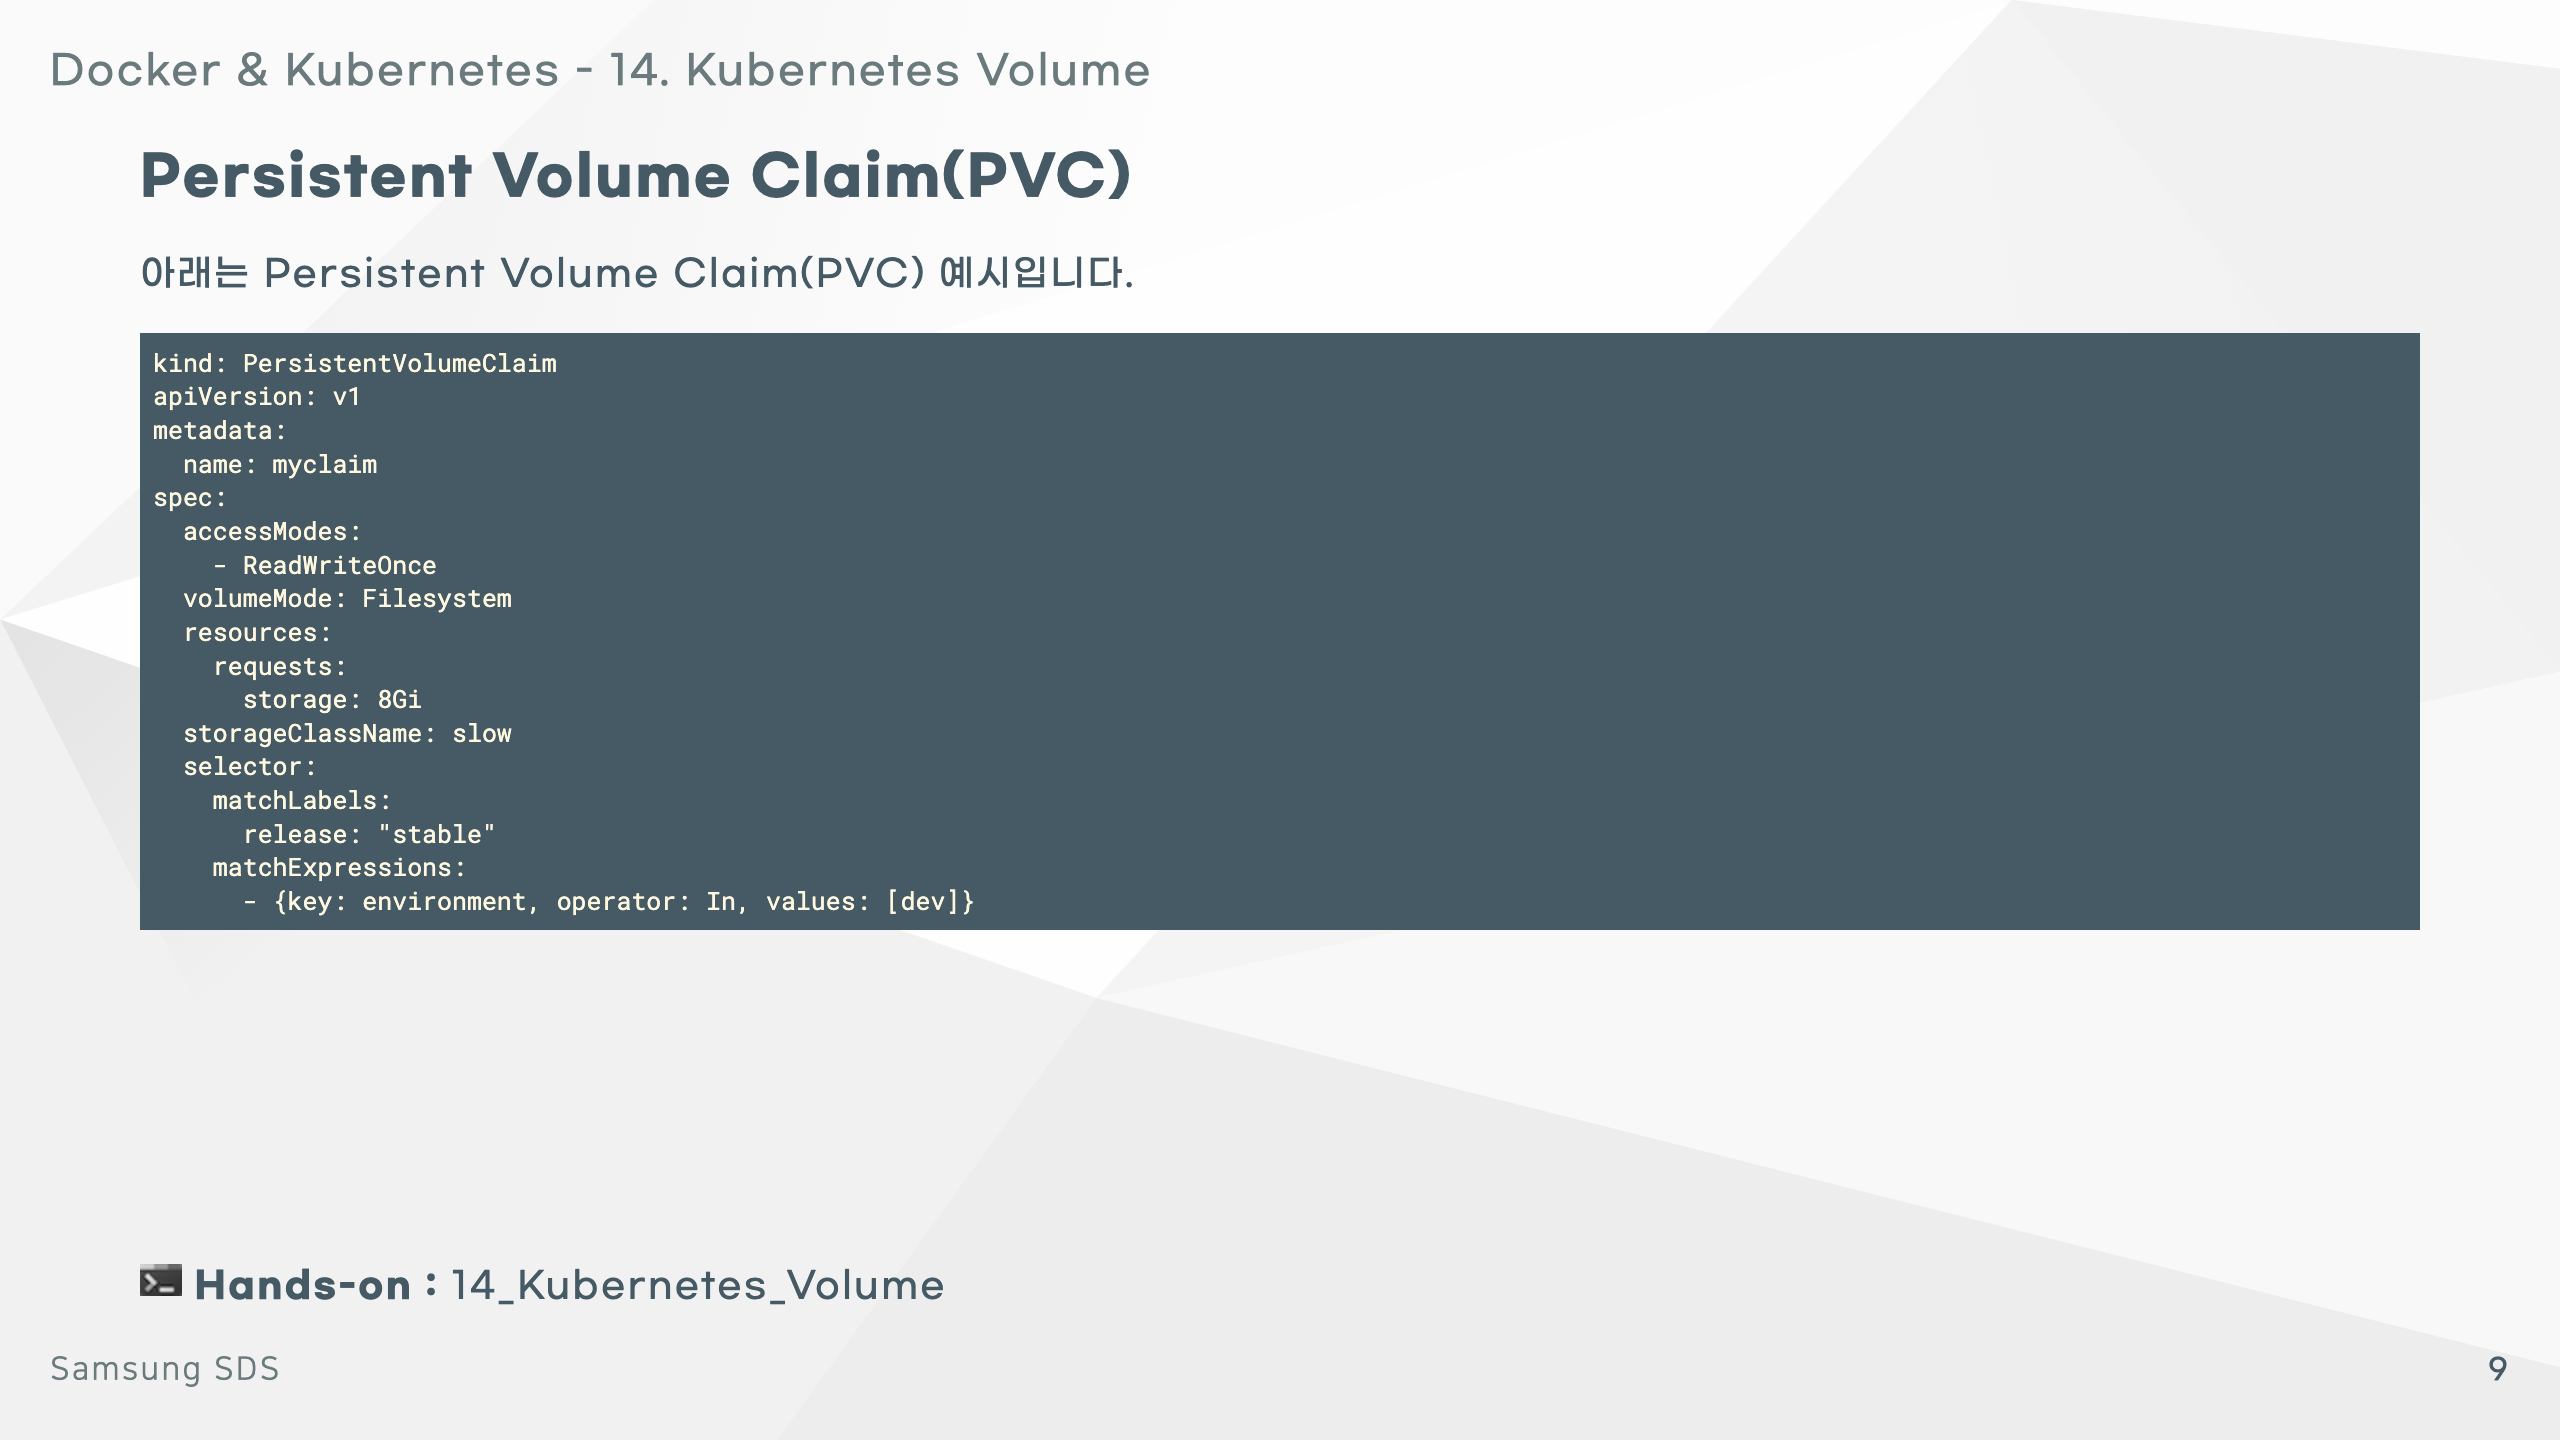 Docker & Kubernetes - 14. Kubernetes Volume
Persistent Volume Claim(PVC)
아래는 Persistent Volume Claim(PVC) 예시입니다.
kind: PersistentVolumeClaim
apiVersion: v1
metadata:
  name: myclaim
spec:
  accessModes:
    - ReadWriteOnce
  volumeMode: Filesystem
  resources:
    requests:
      storage: 8Gi
  storageClassName: slow
  selector:
    matchLabels:
      release: "stable"
    matchExpressions:
      - {key: environment, operator: In, values: [dev]}
Hands-on : 14_Kubernetes_Volume
Samsung SDS
9